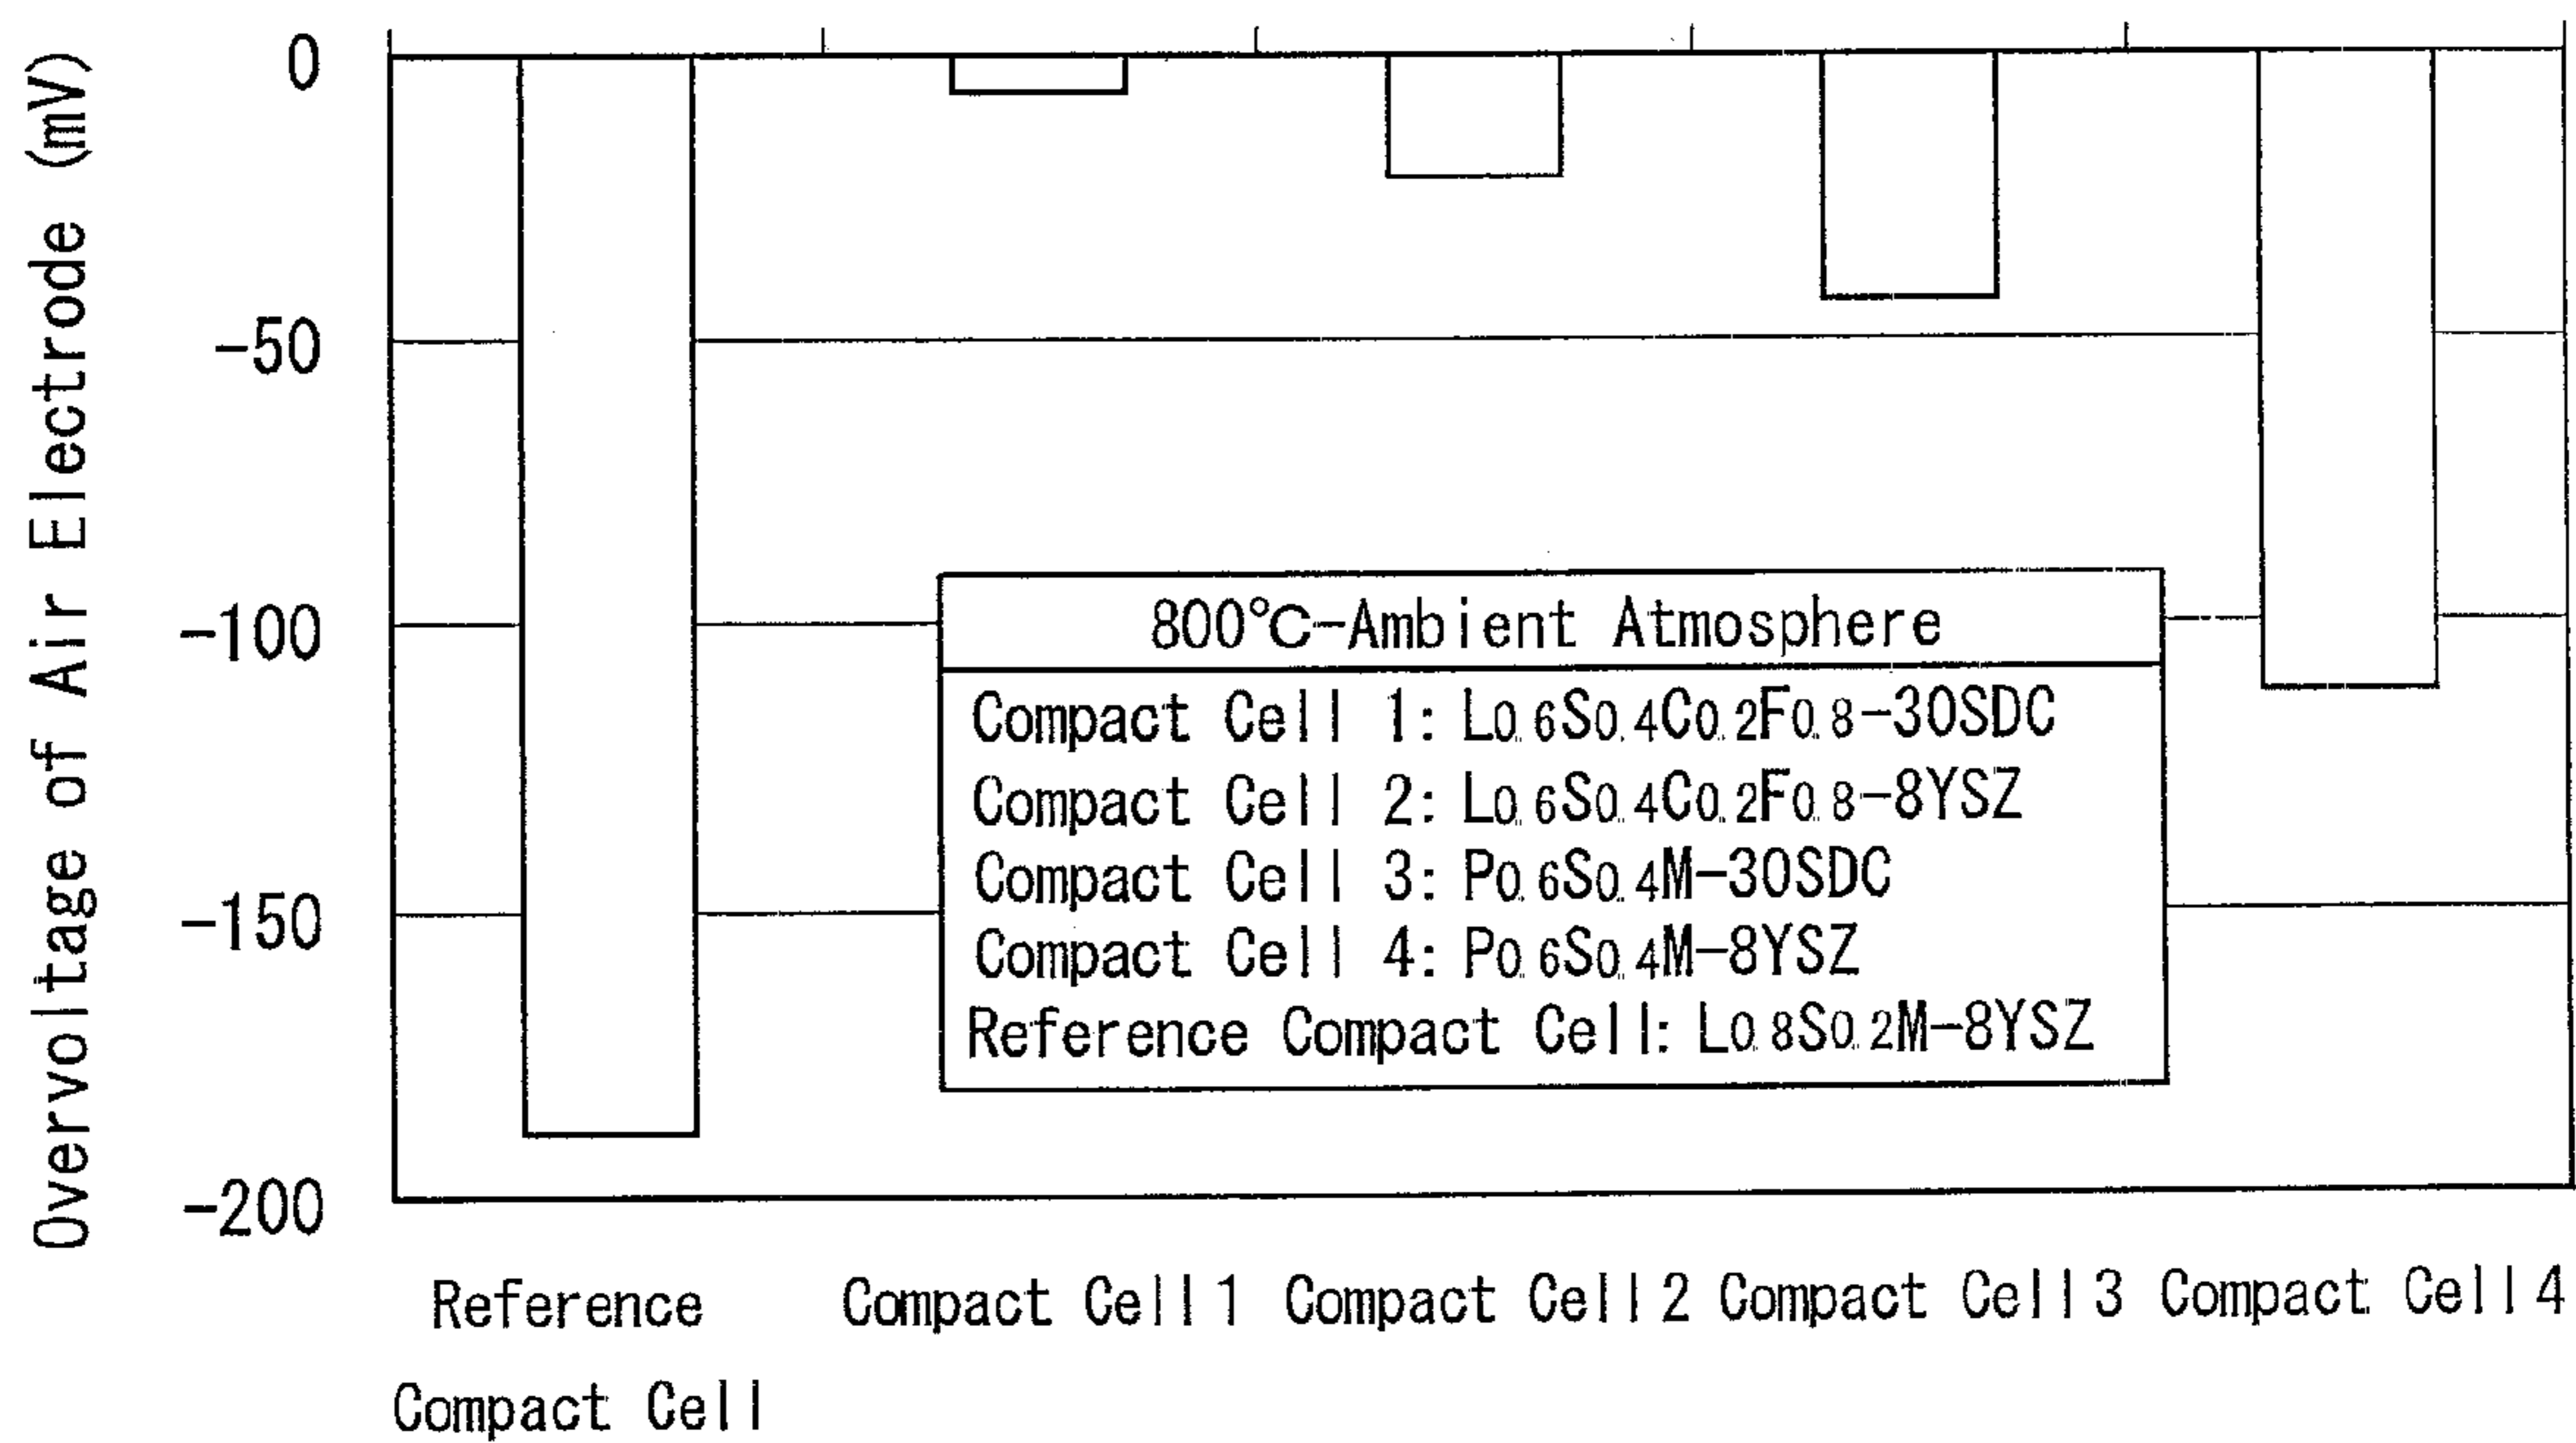 Overvoltage of Air Electrode (mV)
0
-50
-100
-150
-200
800℃-Ambient Atmosphere
Compact Cell 1: L0.6S0.4C0.2F0.8-30SDC
Compact Cell 2: L0.6S0.4C0.2F0.8-8YSZ
Compact Cell 3: P0.6S0.4M-30SDC
Compact Cell 4: P0.6S0.4M-8YSZ
Reference Compact Cell: L0.8S0.2M-8YSZ
Reference
Compact Cell
Compact Cell 1
Compact Cell 2
Compact Cell 3
Compact Cell 4